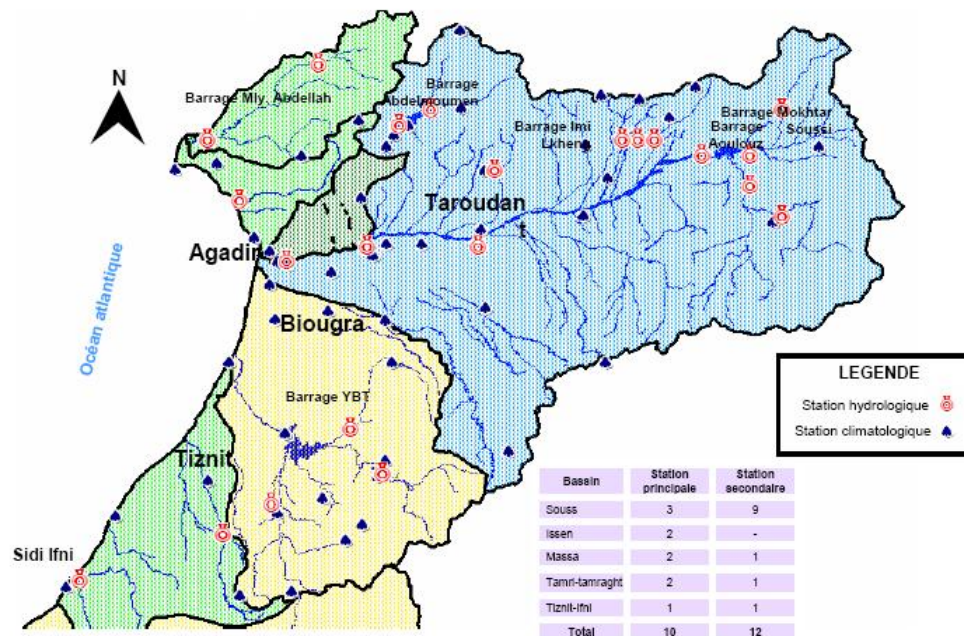 N
Barrage Mly. Abdellah
Barrage
Abdelmoumen
Barrage Imi
Lkheng
Barrage Mokhtar
Soussi
Barrage
Aoulouz
Taroudan
t
Agadir
Océan atlantique
Biougra
Barrage YBT
Tiznit
Sidi Ifni
LEGENDE
Station hydrologique
Station climatologique
Bassin Station principale Station secondaire
Souss 3 9
Issen 2 -
Massa 2 1
Tamri-tamraght 2 1
Tiznit-Ifni 1 1
Total 10 12